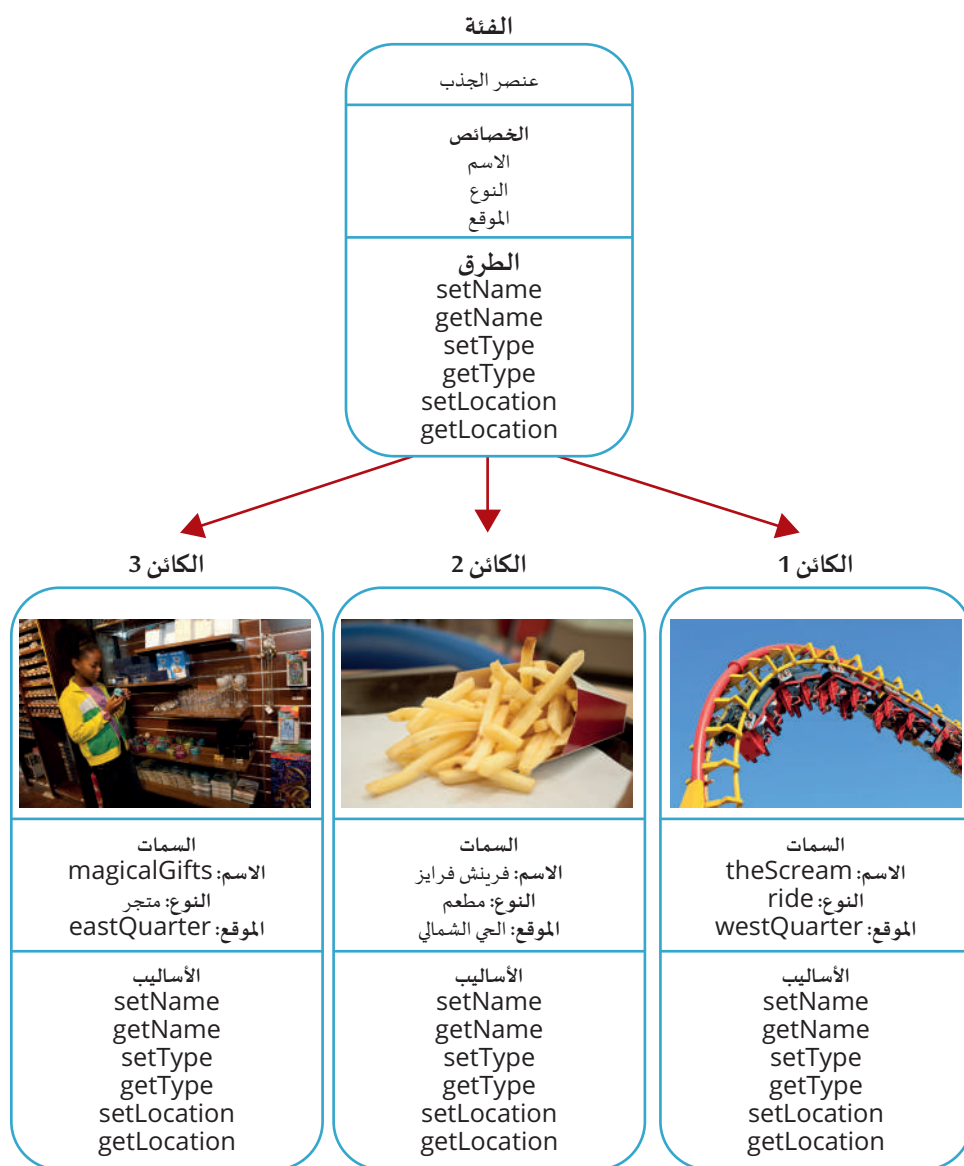 الفئة
عنصر الجذب
الخصائص
الاسم
النوع
الموقع
الطرق
setName
getName
setType
getType
setLocation
getLocation
الكائن 1
السمات
الاسم: theScream
النوع: ride
الموقع: westQuarter
الأساليب
setName
getName
setType
getType
setLocation
getLocation
الكائن 2
السمات
الاسم: فرينش فرايز
النوع: مطعم
الموقع: الحي الشمالي
الأساليب
setName
getName
setType
getType
setLocation
getLocation
الكائن 3
السمات
الاسم: magicalGifts
النوع: متجر
الموقع: eastQuarter
الأساليب
setName
getName
setType
getType
setLocation
getLocation